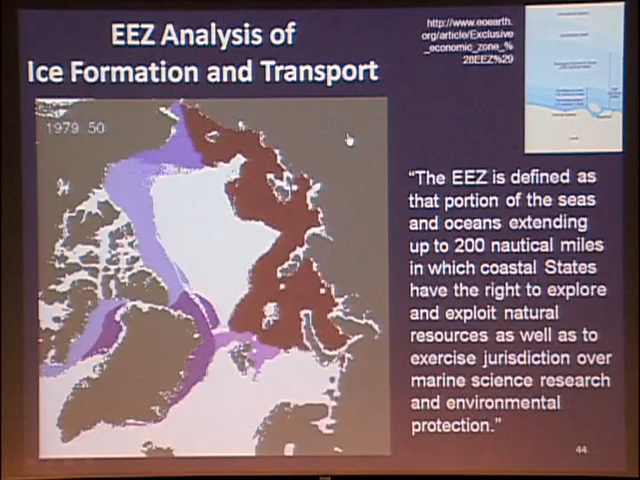 EEZ Analysis of
Ice Formation and Transport
http://www.eoearth.
org/article/Exclusive
_economic_zone_%
28EEZ%29
1979 50
“The EEZ is defined as
that portion of the seas
and oceans extending
up to 200 nautical miles
in which coastal States
have the right to explore
and exploit natural
resources as well as to
exercise jurisdiction over
marine science research
and environmental
protection.”
44